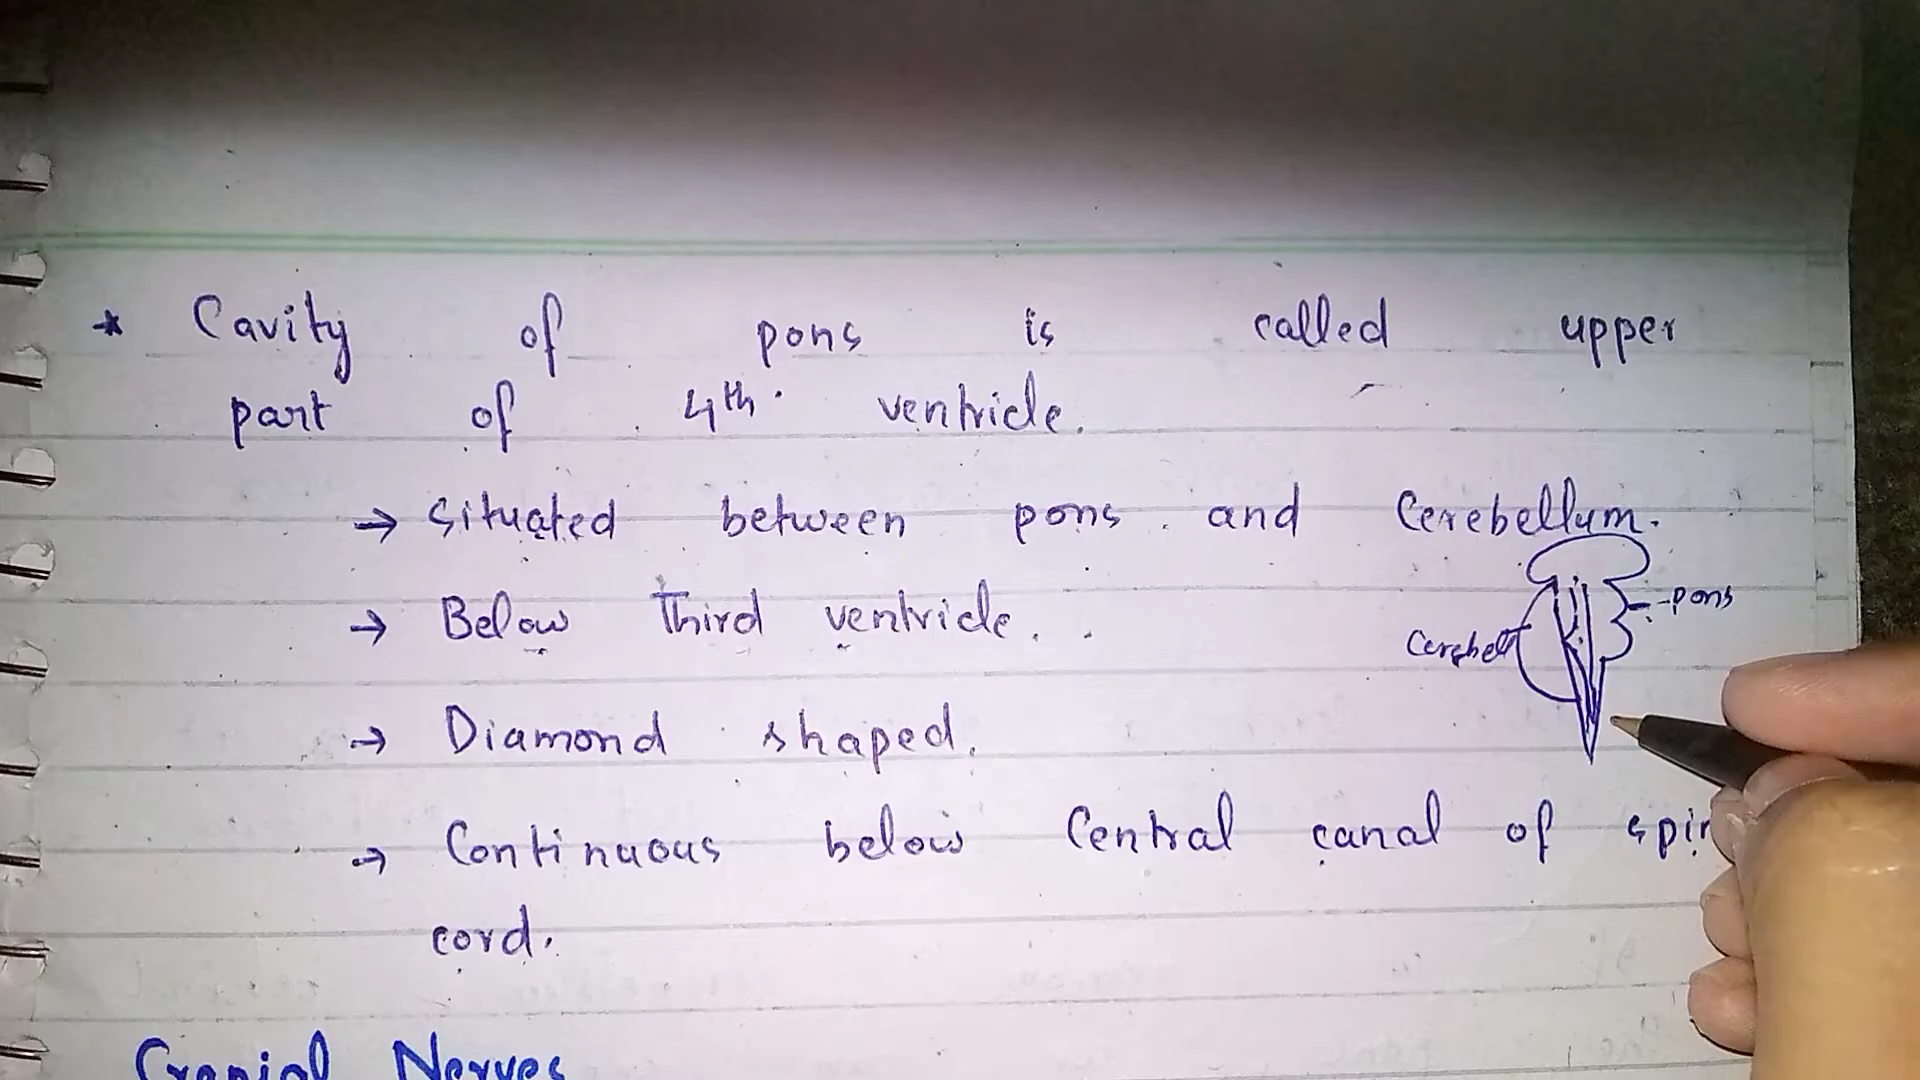 * Cavity of pons is called upper
part of 4th ventricle.
→ Situated between pons and Cerebellum.
→ Below Third ventricle.
-pons
Cerebell
→ Diamond shaped.
→ Continuous below Central canal of
cord.
Cranial Nerves